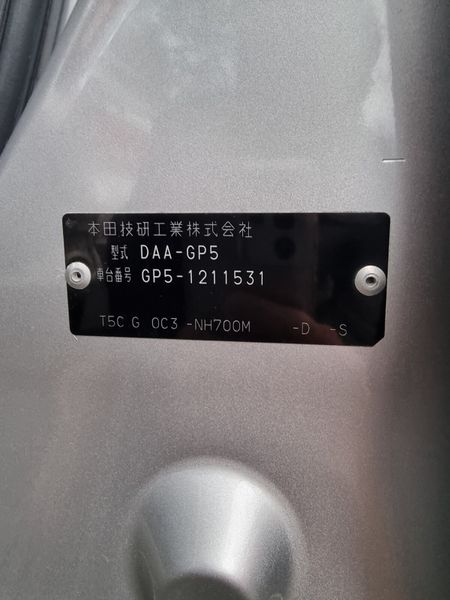 本田技研工業株式会社
型式 DAA-GP5
車台番号 GP5-1211531
T5C G 0C3 -NH700M -D -S